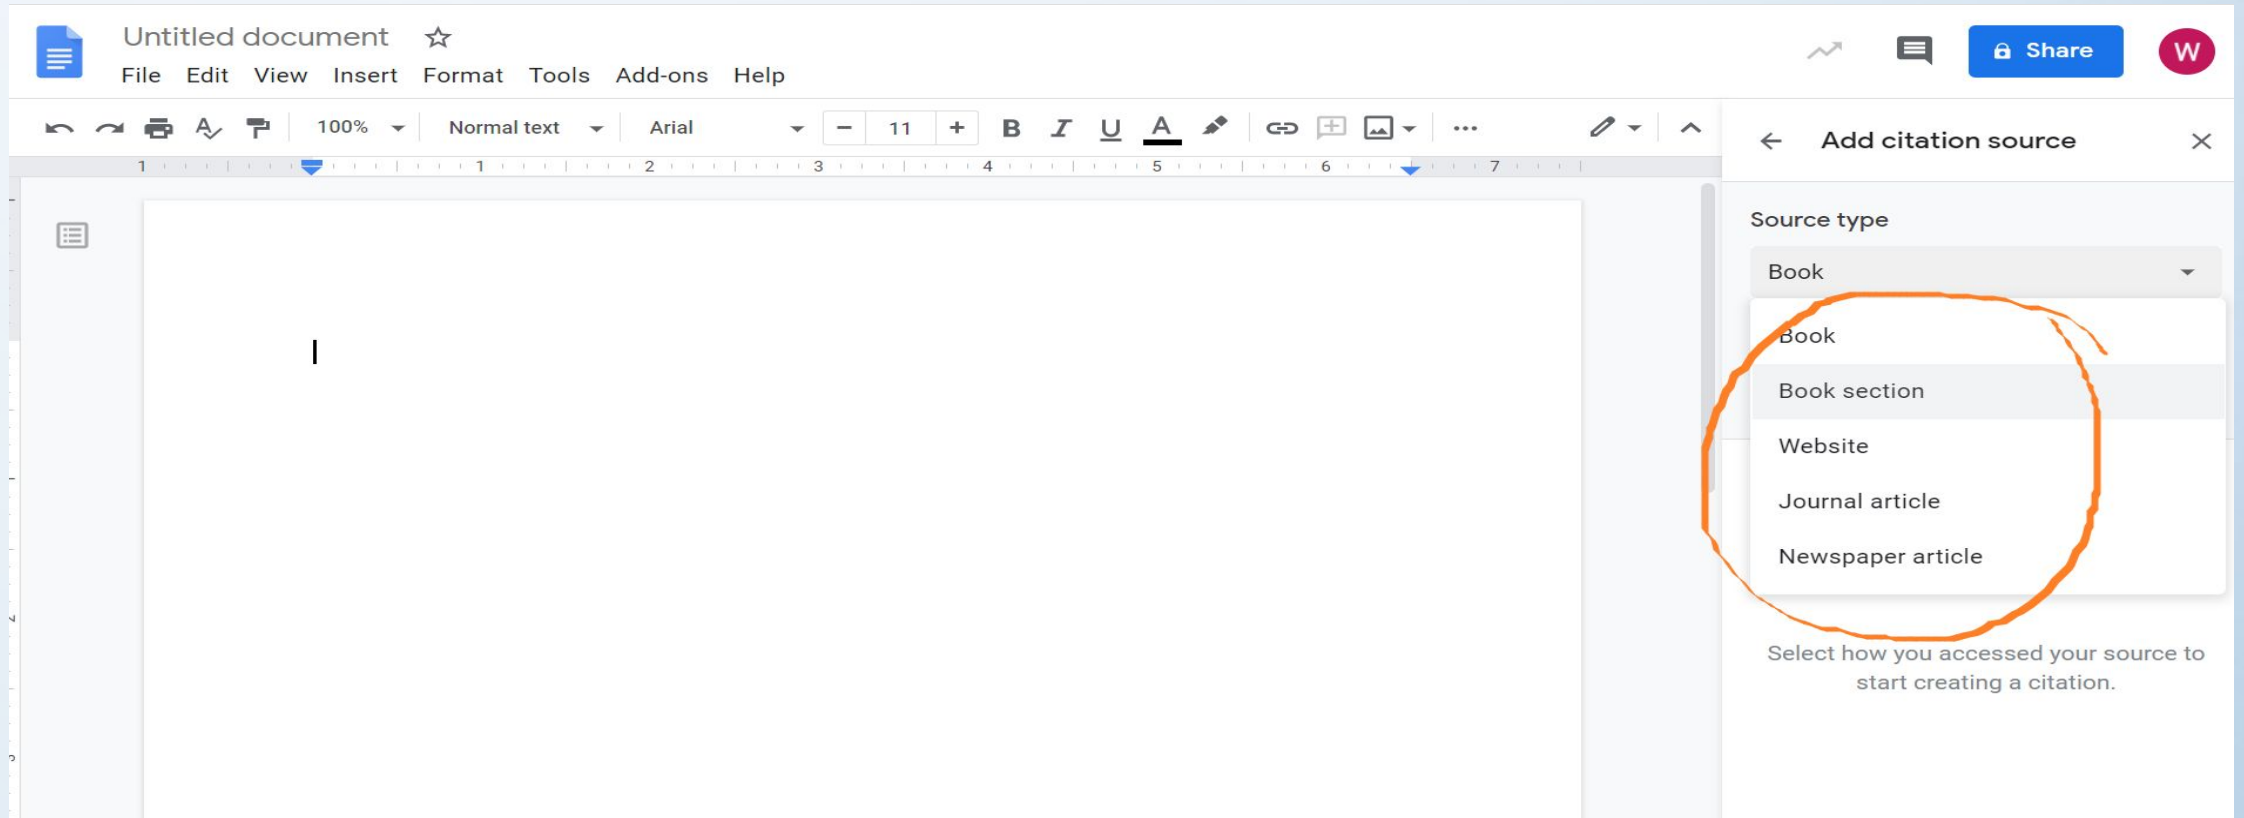 Untitled document
File Edit View Insert Format Tools Add-ons Help
Share
W
100% Normal text Arial 11
Add citation source
1 1 2 3 4 5 6 7
Source type
Book
Book
Book section
Website
Journal article
Newspaper article
Select how you accessed your source to
start creating a citation.